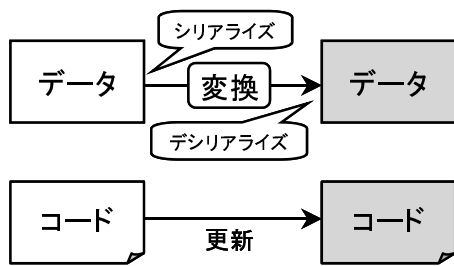 シリアライズ
データ
変換
データ
デシリアライズ
コード
更新
コード